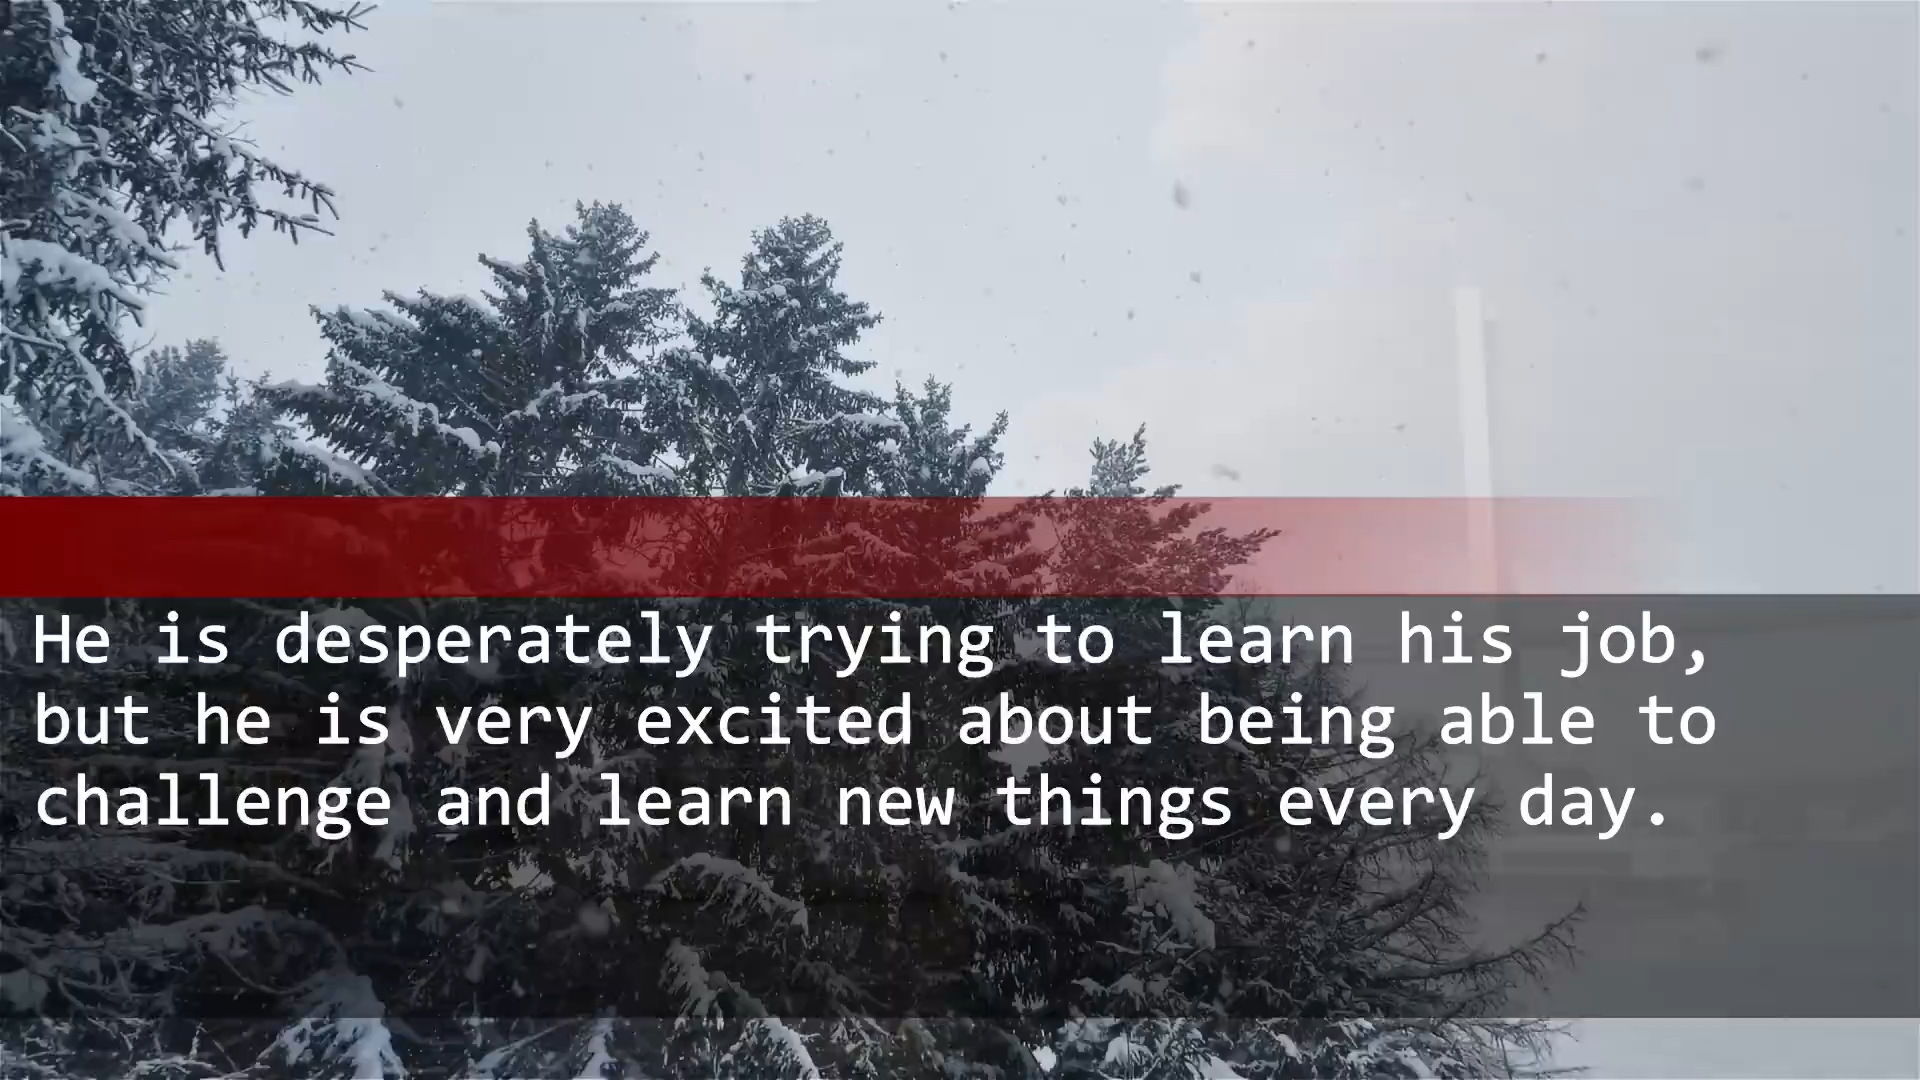 He is desperately trying to learn his job,
but he is very excited about being able to
challenge and learn new things every day.